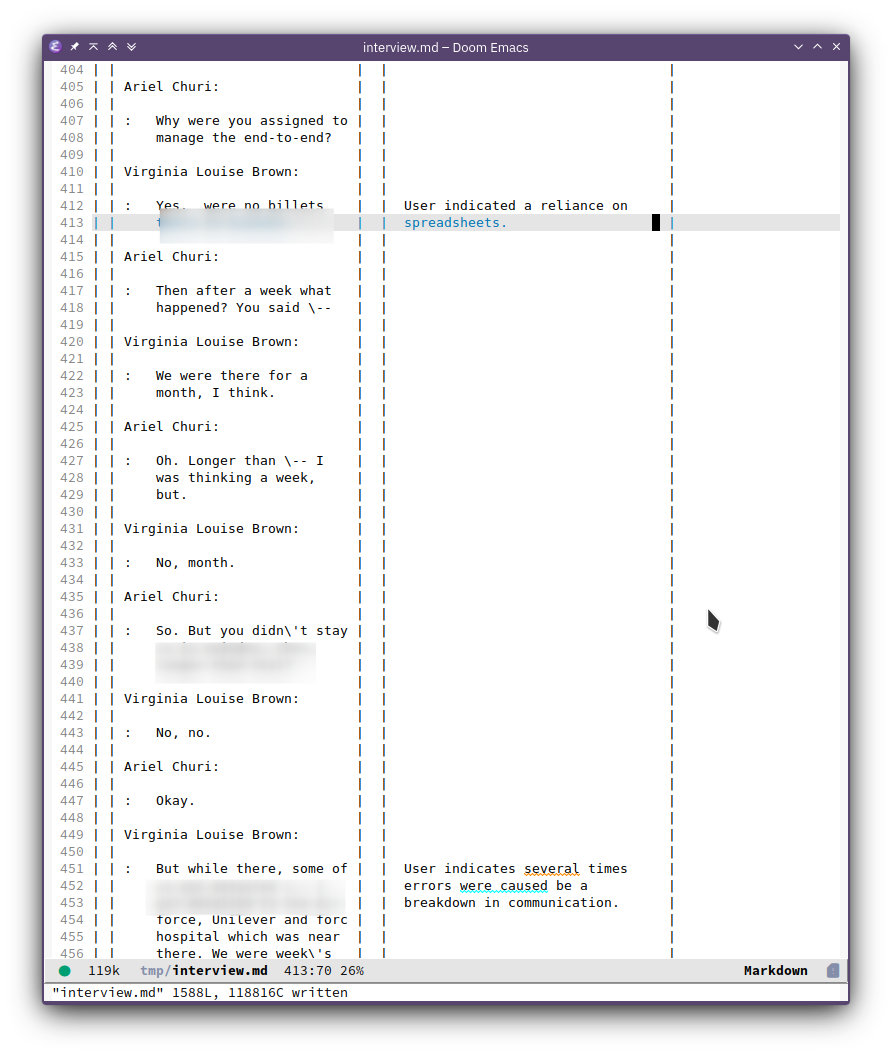 interview.md – Doom Emacs
404
405 Ariel Churi:
406
407 : Why were you assigned to
408 manage the end-to-end?
409
410 Virginia Louise Brown:
411
412 : Yes, were no billets User indicated a reliance on
413 spreadsheets.
414
415 Ariel Churi:
416
417 : Then after a week what
418 happened? You said \--
419
420 Virginia Louise Brown:
421
422 : We were there for a
423 month, I think.
424
425 Ariel Churi:
426
427 : Oh. Longer than \-- I
428 was thinking a week,
429 but.
430
431 Virginia Louise Brown:
432
433 : No, month.
434
435 Ariel Churi:
436
437 : So. But you didn\'t stay
438
439
440
441 Virginia Louise Brown:
442
443 : No, no.
444
445 Ariel Churi:
446
447 : Okay.
448
449 Virginia Louise Brown:
450
451 : But while there, some of User indicates several times
452 errors were caused be a
453 breakdown in communication.
454 force, Unilever and forc
455 hospital which was near
456 there. We were week\'s
119k tmp/interview.md 413:70 26% Markdown
"interview.md" 1588L, 118816C written